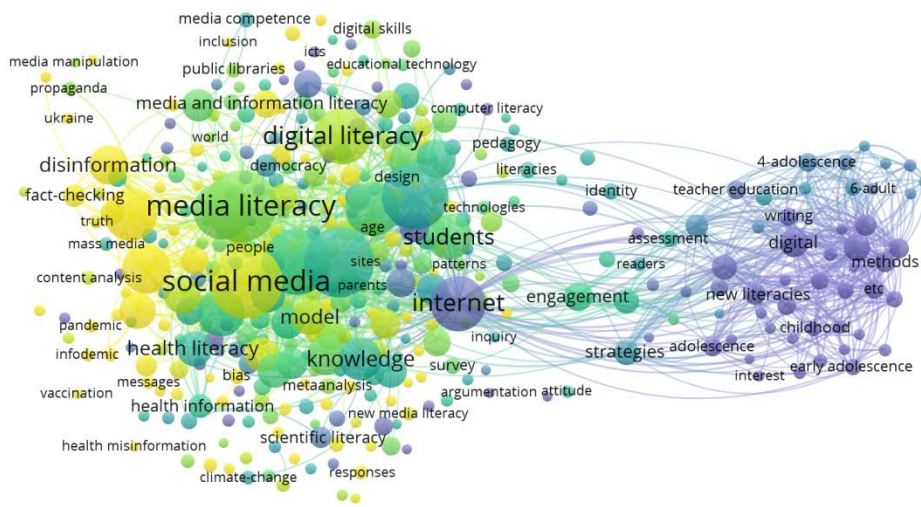 media competence
digital skills
inclusion
icts
media manipulation
public libraries
educational technology
propaganda
media and information literacy
computer literacy
ukraine
world
digital literacy
pedagogy
disinformation
democracy
design
literacies
4-adolescence
fact-checking
media literacy
technologies
identity
teacher education
6-adult
truth
age
students
writing
mass media
people
sites
patterns
assessment
digital
methods
content analysis
social media
parents
internet
readers
engagement
new literacies
etc
pandemic
model
childhood
infodemic
health literacy
knowledge
inquiry
strategies
adolescence
early adolescence
vaccination
messages
bias
metaanalysis
survey
interest
health information
new media literacy
argumentation
attitude
health misinformation
scientific literacy
climate-change
responses